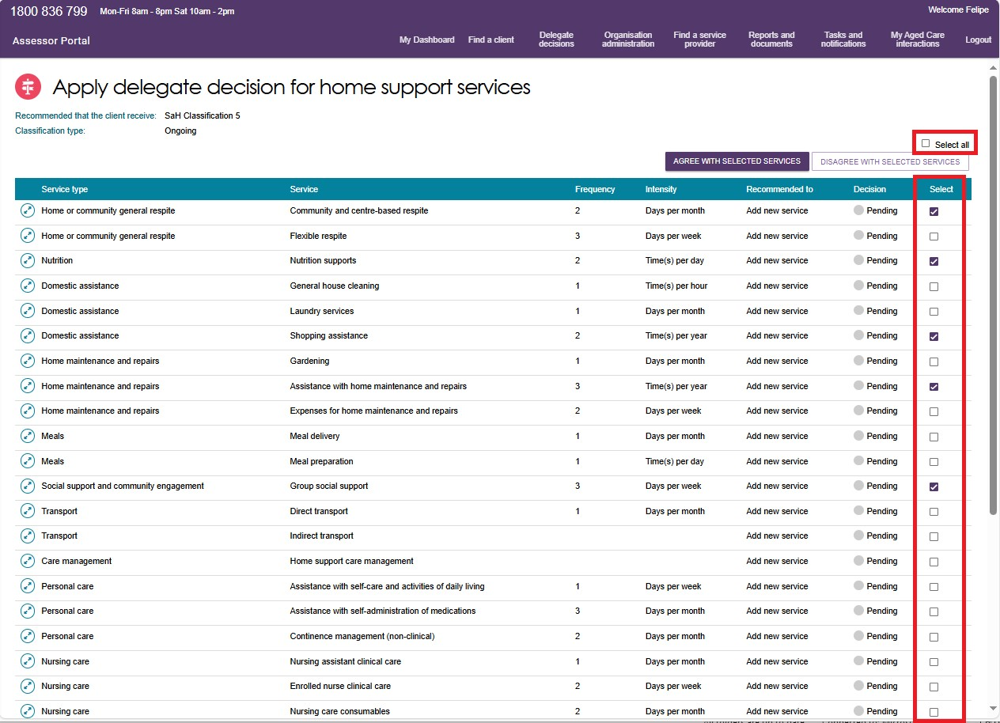 1800 836 799 Mon-Fri 8am - 8pm Sat 10am - 2pm Welcome Felipe
Assessor Portal My Dashboard Find a client Delegate decisions Organisation administration Find a service provider Reports and documents Tasks and notifications My Aged Care interactions Logout
Apply delegate decision for home support services
Recommended that the client receive: SaH Classification 5
Classification type: Ongoing
Select all
AGREE WITH SELECTED SERVICES DISAGREE WITH SELECTED SERVICES
Service type Service Frequency Intensity Recommended to Decision Select
Home or community general respite Community and centre-based respite 2 Days per month Add new service Pending
Home or community general respite Flexible respite 3 Days per week Add new service Pending
Nutrition Nutrition supports 2 Time(s) per day Add new service Pending
Domestic assistance General house cleaning 1 Time(s) per hour Add new service Pending
Domestic assistance Laundry services 1 Days per month Add new service Pending
Domestic assistance Shopping assistance 2 Time(s) per year Add new service Pending
Home maintenance and repairs Gardening 1 Days per month Add new service Pending
Home maintenance and repairs Assistance with home maintenance and repairs 3 Time(s) per year Add new service Pending
Home maintenance and repairs Expenses for home maintenance and repairs 2 Days per week Add new service Pending
Meals Meal delivery 1 Days per month Add new service Pending
Meals Meal preparation 1 Time(s) per day Add new service Pending
Social support and community engagement Group social support 3 Days per week Add new service Pending
Transport Direct transport 1 Days per month Add new service Pending
Transport Indirect transport Add new service Pending
Care management Home support care management Add new service Pending
Personal care Assistance with self-care and activities of daily living 1 Days per week Add new service Pending
Personal care Assistance with self-administration of medications 3 Days per month Add new service Pending
Personal care Continence management (non-clinical) 2 Days per month Add new service Pending
Nursing care Nursing assistant clinical care 1 Days per month Add new service Pending
Nursing care Enrolled nurse clinical care 2 Days per week Add new service Pending
Nursing care Nursing care consumables 2 Days per month Add new service Pending